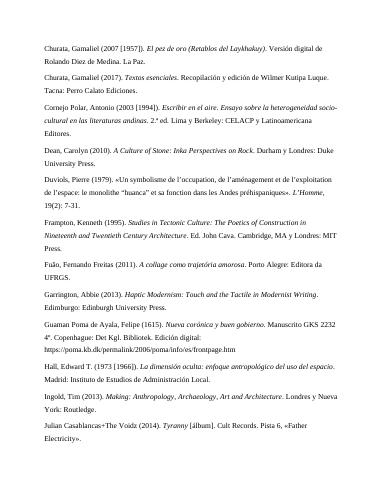 Churata, Gamaliel (2007 [1957]). El pez de oro (Retablos del Laykhakuy). Versión digital de
Rolando Diez de Medina. La Paz.
Churata, Gamaliel (2017). Textos esenciales. Recopilación y edición de Wilmer Kutipa Luque.
Tacna: Perro Calato Ediciones.
Cornejo Polar, Antonio (2003 [1994]). Escribir en el aire. Ensayo sobre la heterogeneidad socio-
cultural en las literaturas andinas. 2.ª ed. Lima y Berkeley: CELACP y Latinoamericana
Editores.
Dean, Carolyn (2010). A Culture of Stone: Inka Perspectives on Rock. Durham y Londres: Duke
University Press.
Duviols, Pierre (1979). «Un symbolisme de l’occupation, de l’aménagement et de l’exploitation
de l’espace: le monolithe “huanca” et sa fonction dans les Andes préhispaniques». L’Homme,
19(2): 7-31.
Frampton, Kenneth (1995). Studies in Tectonic Culture: The Poetics of Construction in
Nineteenth and Twentieth Century Architecture. Ed. John Cava. Cambridge, MA y Londres: MIT
Press.
Fuão, Fernando Freitas (2011). A collage como trajetória amorosa. Porto Alegre: Editora da
UFRGS.
Garrington, Abbie (2013). Haptic Modernism: Touch and the Tactile in Modernist Writing.
Edimburgo: Edinburgh University Press.
Guaman Poma de Ayala, Felipe (1615). Nueva corónica y buen gobierno. Manuscrito GKS 2232
4º. Copenhague: Det Kgl. Bibliotek. Edición digital:
https://poma.kb.dk/permalink/2006/poma/info/es/frontpage.htm
Hall, Edward T. (1973 [1966]). La dimensión oculta: enfoque antropológico del uso del espacio.
Madrid: Instituto de Estudios de Administración Local.
Ingold, Tim (2013). Making: Anthropology, Archaeology, Art and Architecture. Londres y Nueva
York: Routledge.
Julian Casablancas+The Voidz (2014). Tyranny [álbum]. Cult Records. Pista 6, «Father
Electricity».